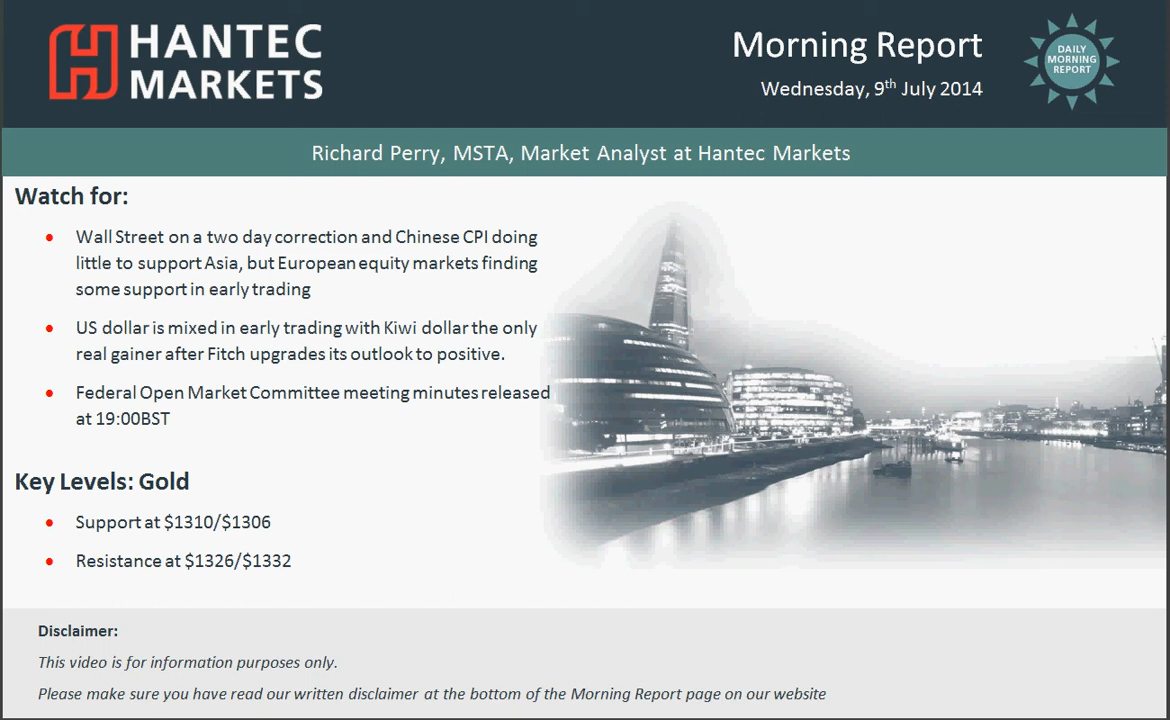 HANTEC
MARKETS
Morning Report
Wednesday, 9th July 2014
DAILY
MORNING
REPORT
Richard Perry, MSTA, Market Analyst at Hantec Markets
Watch for:
• Wall Street on a two day correction and Chinese CPI doing
little to support Asia, but European equity markets finding
some support in early trading
• US dollar is mixed in early trading with Kiwi dollar the only
real gainer after Fitch upgrades its outlook to positive.
• Federal Open Market Committee meeting minutes released
at 19:00BST
Key Levels: Gold
• Support at $1310/$1306
• Resistance at $1326/$1332
Disclaimer:
This video is for information purposes only.
Please make sure you have read our written disclaimer at the bottom of the Morning Report page on our website